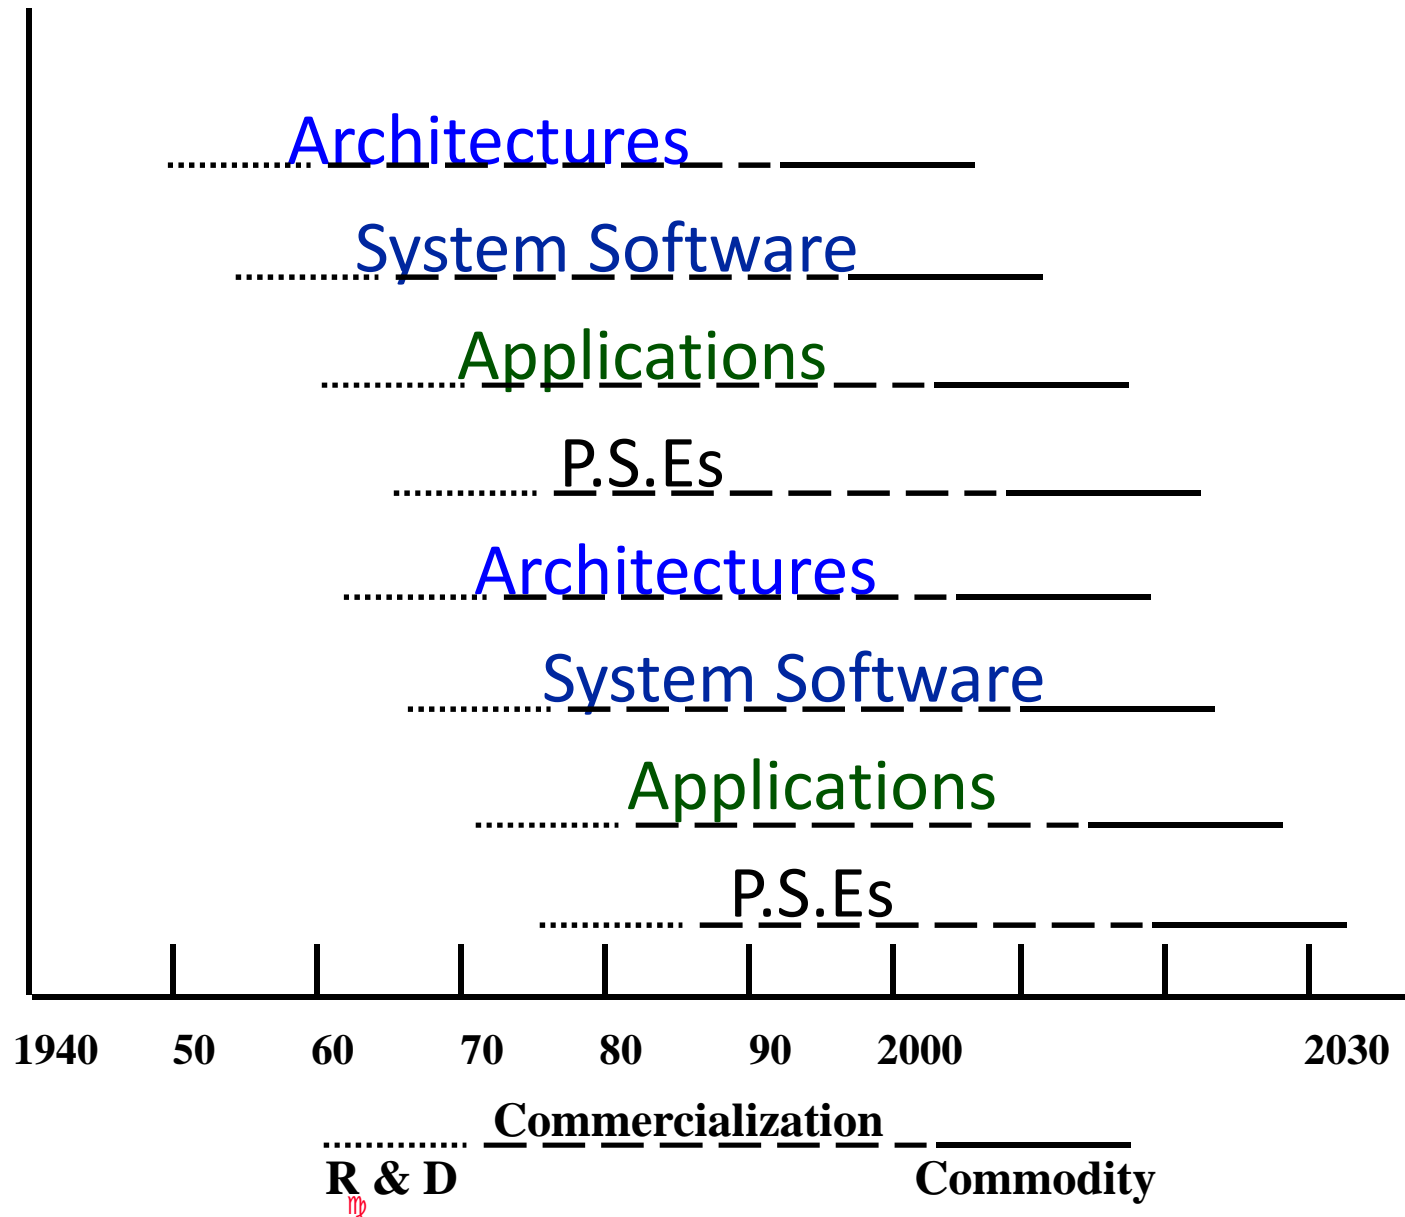 Architectures
System Software
Applications
P.S.Es
Architectures
System Software
Applications
P.S.Es
1940 50 60 70 80 90 2000 2030
Commercialization
R & D Commodity
♍